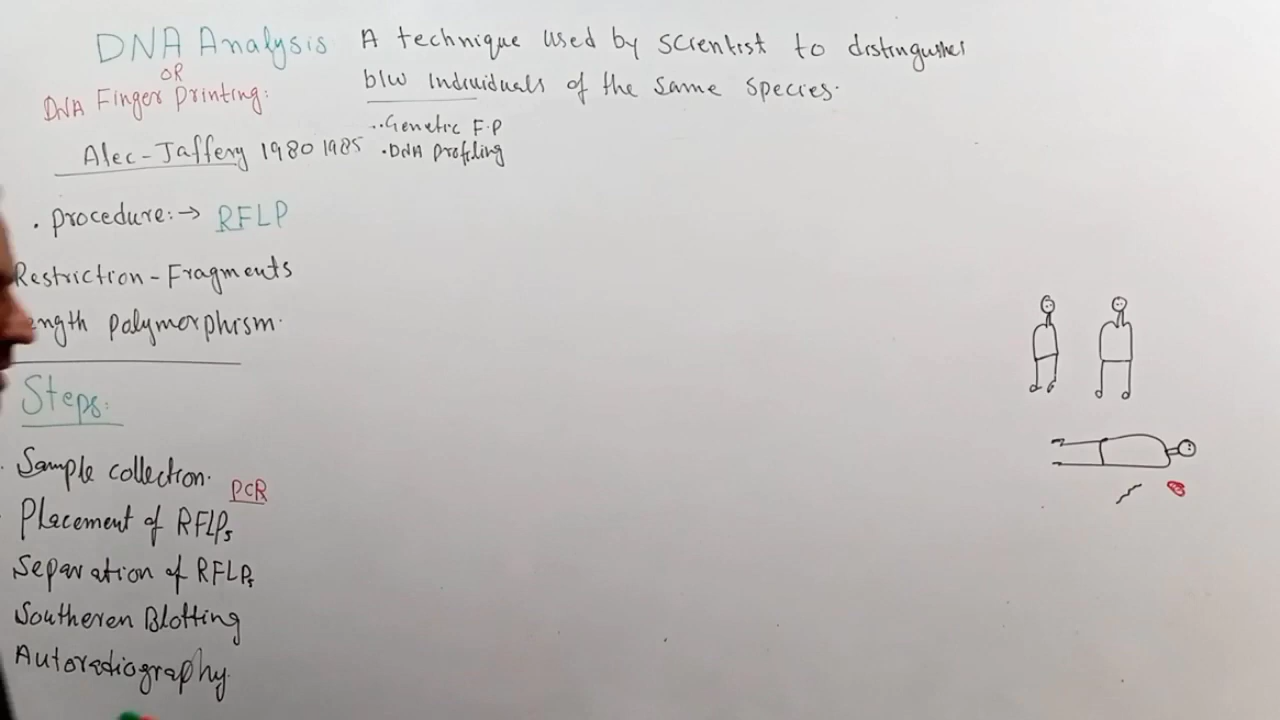 DNA Analysis
OR
DNA Finger Printing:
A technique used by scientist to distinguishes
b/w Individuals of the same species.
..Genetic F.P
.DNA Profiling
Alec-Jaffery 1980 1985
. procedure:→ RFLP
Restriction-Fragments
ength polymorphism.
Steps:
Sample collection.
PCR
Placement of RFLPs
Separation of RFLPs
Southeren Blotting
Autoradiography